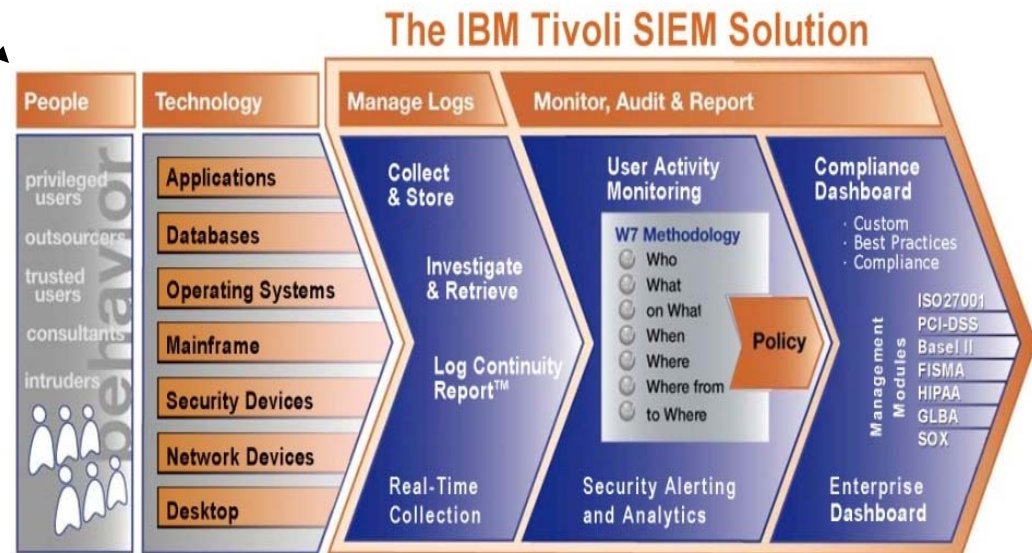 The IBM Tivoli SIEM Solution
People
Technology
Manage Logs
Monitor, Audit & Report
behavior
privileged
users
outsourcers
trusted
users
consultants
intruders
Applications
Databases
Operating Systems
Mainframe
Security Devices
Network Devices
Desktop
Collect
& Store
Investigate
& Retrieve
Log Continuity
Report™
Real-Time
Collection
User Activity
Monitoring
W7 Methodology
Who
What
on What
When
Where
Where from
to Where
Policy
Security Alerting
and Analytics
Compliance
Dashboard
· Custom
· Best Practices
· Compliance
Management
Modules
ISO27001
PCI-DSS
Basel II
FISMA
HIPAA
GLBA
SOX
Enterprise
Dashboard